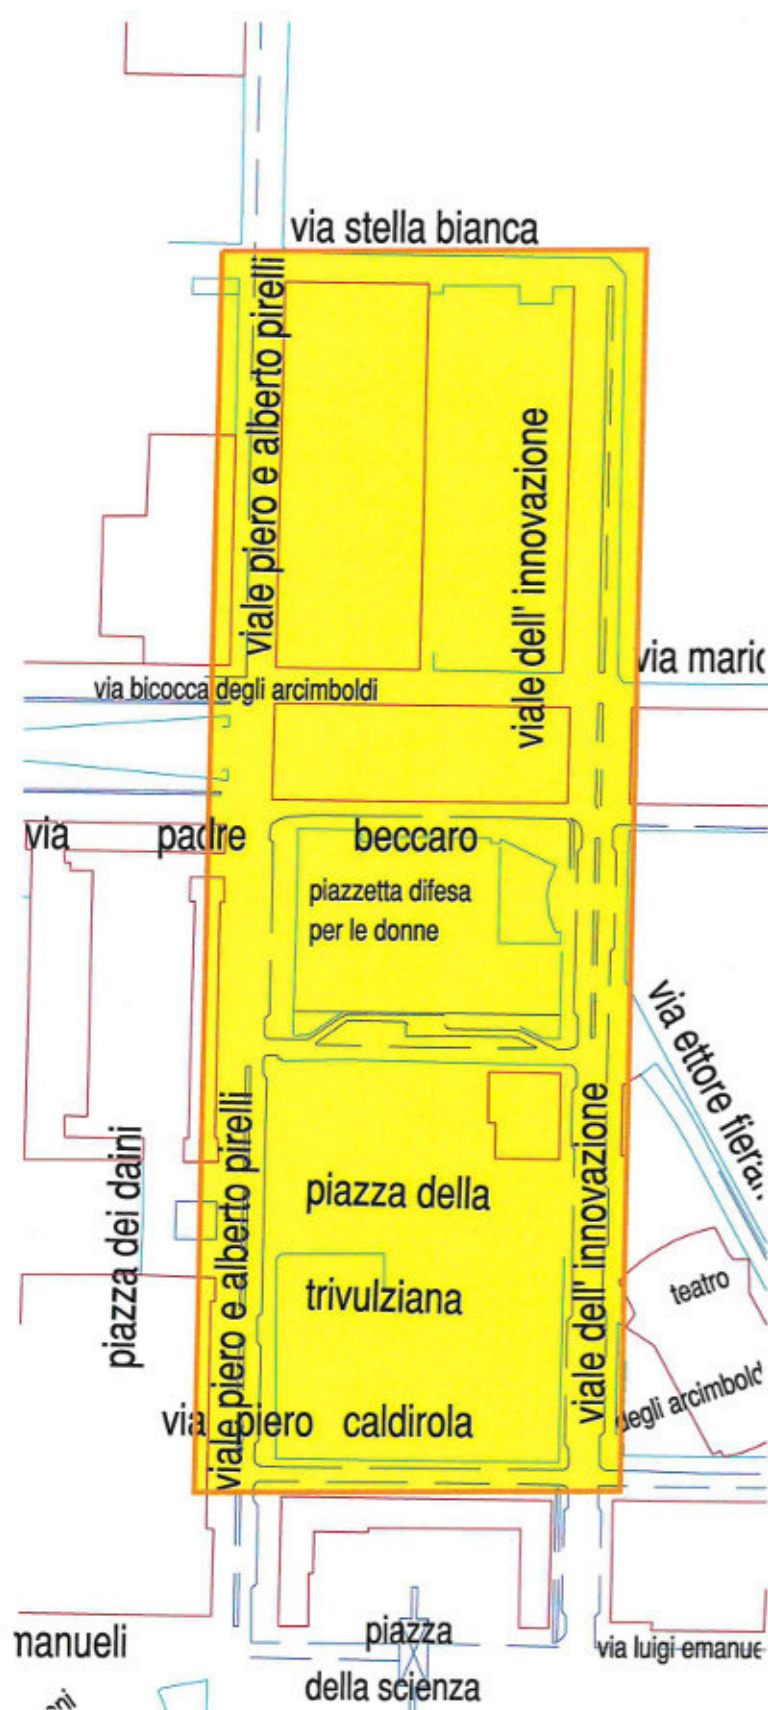 via stella bianca
viale piero e alberto pirelli
viale dell' innovazione
via maric
via bicocca degli arcimboldi
via padre beccaro
piazzetta difesa
per le donne
via ettore fierar.
piazza dei daini
viale piero e alberto pirelli
piazza della
trivulziana
viale dell' innovazione
teatro
degli arcimbold
via piero caldirola
manueli
piazza
della scienza
via luigi emanue